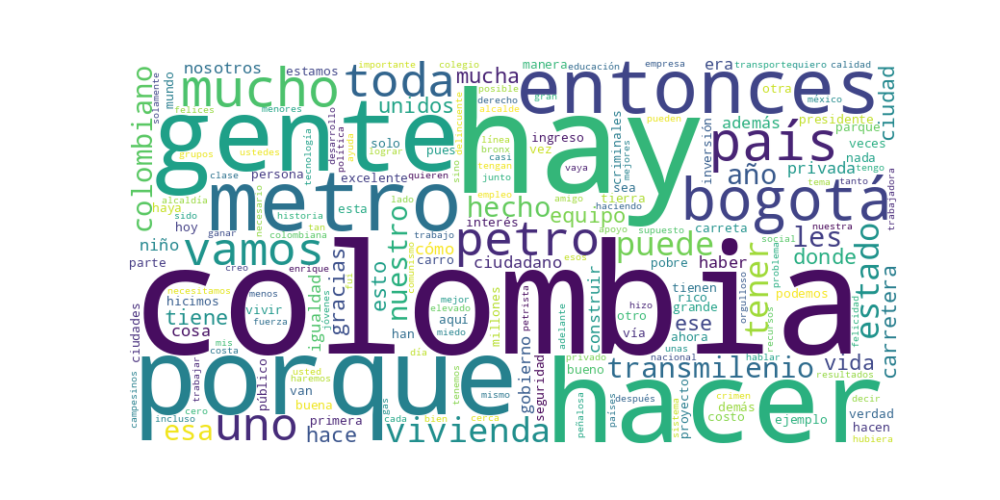 nosotros
estamos
importante
colegio
mucha
manera
educación
era
empresa
transporte
quiero
calidad
colombiano
solamente
mundo
mucho
toda
unidos
posible
entonces
otra
ciudad
felices
menores
derecho
gran
alcalde
pueden
méxico
además
presidente
parque
gente
hay
desarrollo
política
ayuda
solo
lograr
pues
delincuente
sino
línea
bronx
casi
tengan
junto
ingreso
vez
criminales
mejores
inversión
país
veces
nada
grupos
ustedes
tecnología
persona
clase
excelente
quieren
vaya
sea
haciendo
año
privada
tema
tanto
tengo
trabajadora
alcaldía
haya
sido
hoy
ganar
necesario
metro
historia
colombiana
tan
esta
lado
trabajo
nuestro
hecho
empleo
amigo
tierra
equipo
interés
apoyo
supuesto
carreta
bogotá
nuestra
niño
vamos
cómo
carro
petro
esos
puede
haber
les
social
problema
donde
estados
parte
creo
enrique
fui
comunismo
ciudadano
pobre
tener
necesitamos
menos
hicimos
vivir
fuerza
tiene
cosa
mis
costa
igualdad
jóvenes
gracias
esto
colombia
mejor
elevado
aquí
miedo
han
día
millones
petrista
adelante
hizo
construir
tienen
rico
otro
grande
vía
ese
ahora
unas
orgulloso
recursos
podemos
felicidad
carretera
ciudades
campesinos
trabajar
cero
incluso
público
usted
haremos
van
buena
gas
porque
tenemos
mismo
gobierno
seguridad
privado
bueno
nacional
hablar
transmilenio
vida
resultados
decir
esa
uno
primera
hace
cada
vivienda
bien
cerca
peñalosa
hacer
países
después
sistema
proyecto
crimen
demás
costo
ejemplo
verdad
hacen
hubiera